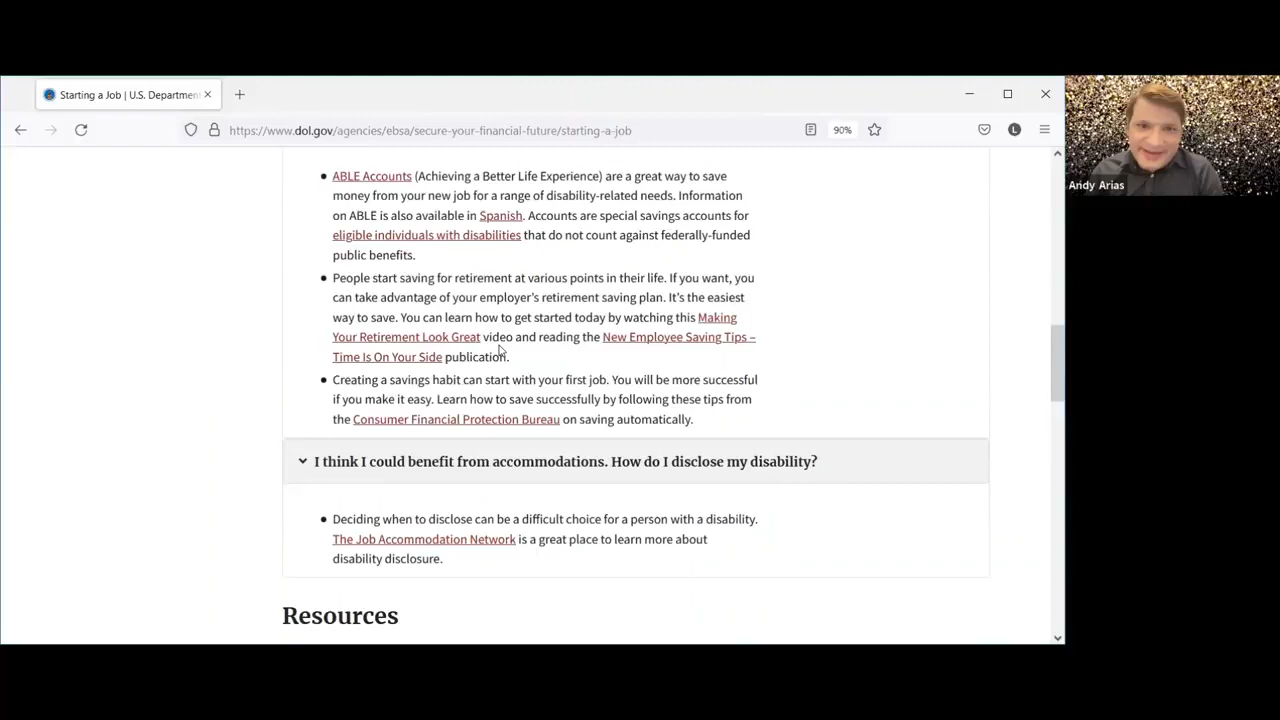 Starting a Job | U.S. Departmen
https://www.dol.gov/agencies/ebsa/secure-your-financial-future/starting-a-job
90%
L
Andy Arias
ABLE Accounts (Achieving a Better Life Experience) are a great way to save
money from your new job for a range of disability-related needs. Information
on ABLE is also available in Spanish. Accounts are special savings accounts for
eligible individuals with disabilities that do not count against federally-funded
public benefits.
People start saving for retirement at various points in their life. If you want, you
can take advantage of your employer's retirement saving plan. It's the easiest
way to save. You can learn how to get started today by watching this Making
Your Retirement Look Great video and reading the New Employee Saving Tips –
Time Is On Your Side publication.
Creating a savings habit can start with your first job. You will be more successful
if you make it easy. Learn how to save successfully by following these tips from
the Consumer Financial Protection Bureau on saving automatically.
I think I could benefit from accommodations. How do I disclose my disability?
Deciding when to disclose can be a difficult choice for a person with a disability.
The Job Accommodation Network is a great place to learn more about
disability disclosure.
Resources